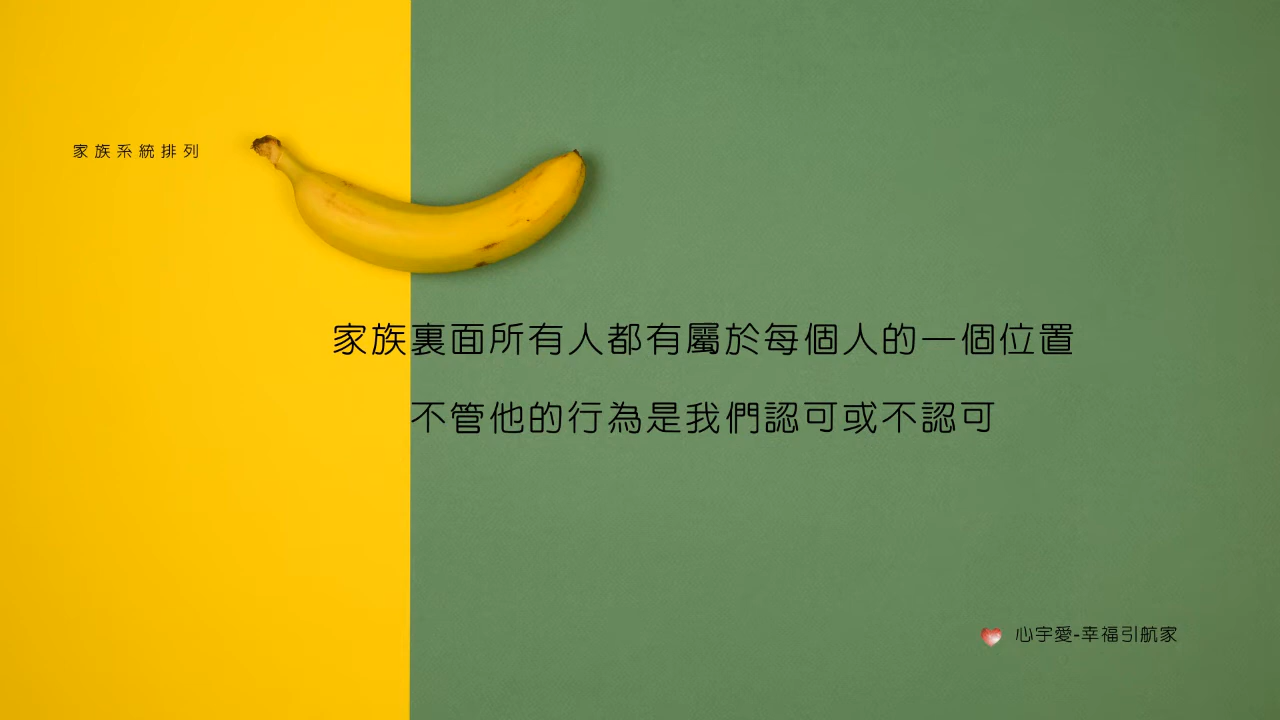 家族系統排列
家族裏面所有人都有屬於每個人的一個位置
不管他的行為是我們認可或不認可
心宇愛-幸福引航家